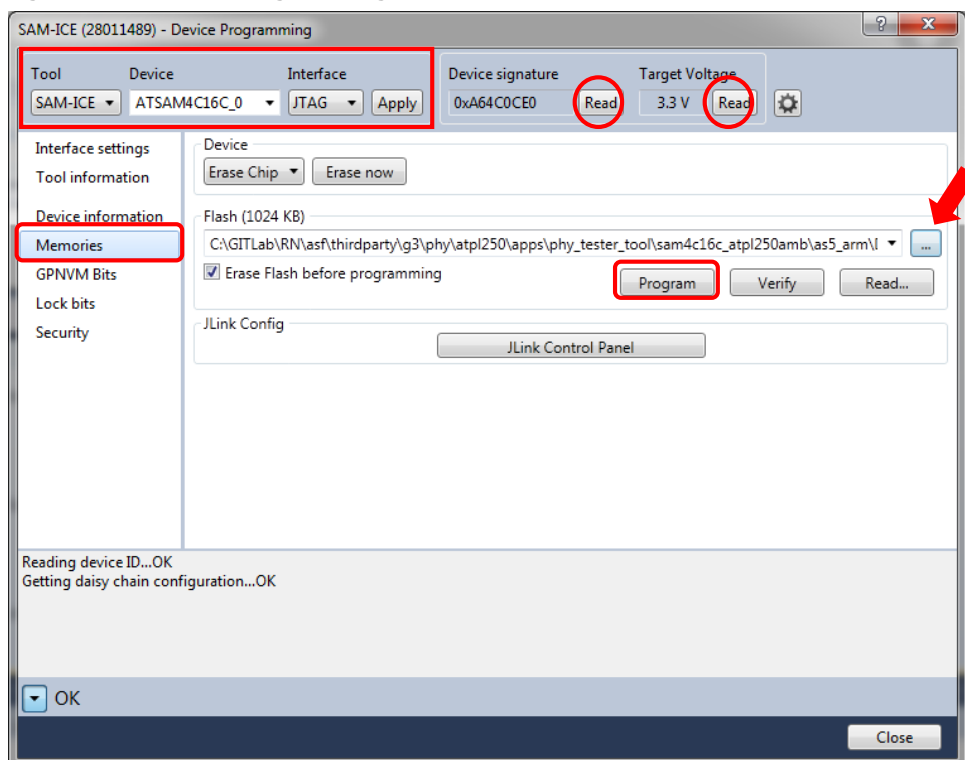 SAM-ICE (28011489) - Device Programming
Tool Device Interface Device signature Target Voltage
SAM-ICE ATSAM4C16C_0 JTAG Apply 0xA64C0CE0 Read 3.3 V Read
Interface settings
Tool information
Device information
Memories
GPNVM Bits
Lock bits
Security
Device
Erase Chip Erase now
Flash (1024 KB)
C:\GITLab\RN\asf\thirdparty\g3\phy\atpl250\apps\phy_tester_tool\sam4c16c_atpl250amb\as5_arm\ ...
Erase Flash before programming
Program Verify Read...
JLink Config
JLink Control Panel
Reading device ID...OK
Getting daisy chain configuration...OK
OK
Close